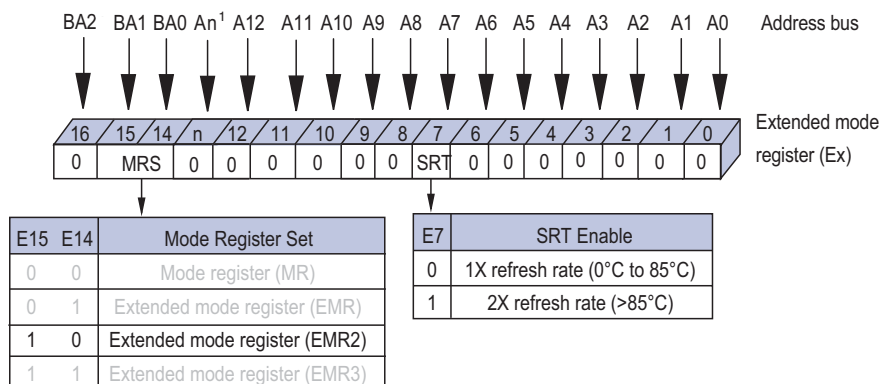 BA2 BA1 BA0 An¹ A12 A11 A10 A9 A8 A7 A6 A5 A4 A3 A2 A1 A0 Address bus
16 15 14 n 12 11 10 9 8 7 6 5 4 3 2 1 0 Extended mode
0 MRS 0 0 0 0 0 0 SRT 0 0 0 0 0 0 0 register (Ex)
E15 E14 Mode Register Set
0 0 Mode register (MR)
0 1 Extended mode register (EMR)
1 0 Extended mode register (EMR2)
1 1 Extended mode register (EMR3)
E7 SRT Enable
0 1X refresh rate (0°C to 85°C)
1 2X refresh rate (>85°C)